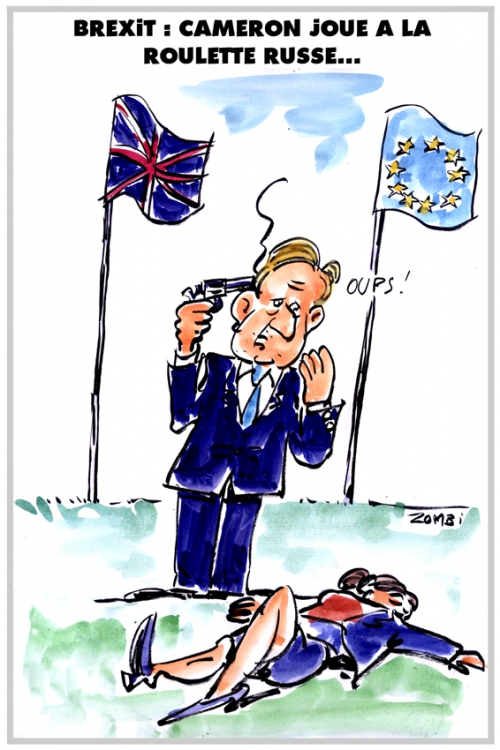 BREXiT : CAMERON JOUE A LA
ROULETTE RUSSE...
OUPS !
ZOMBi